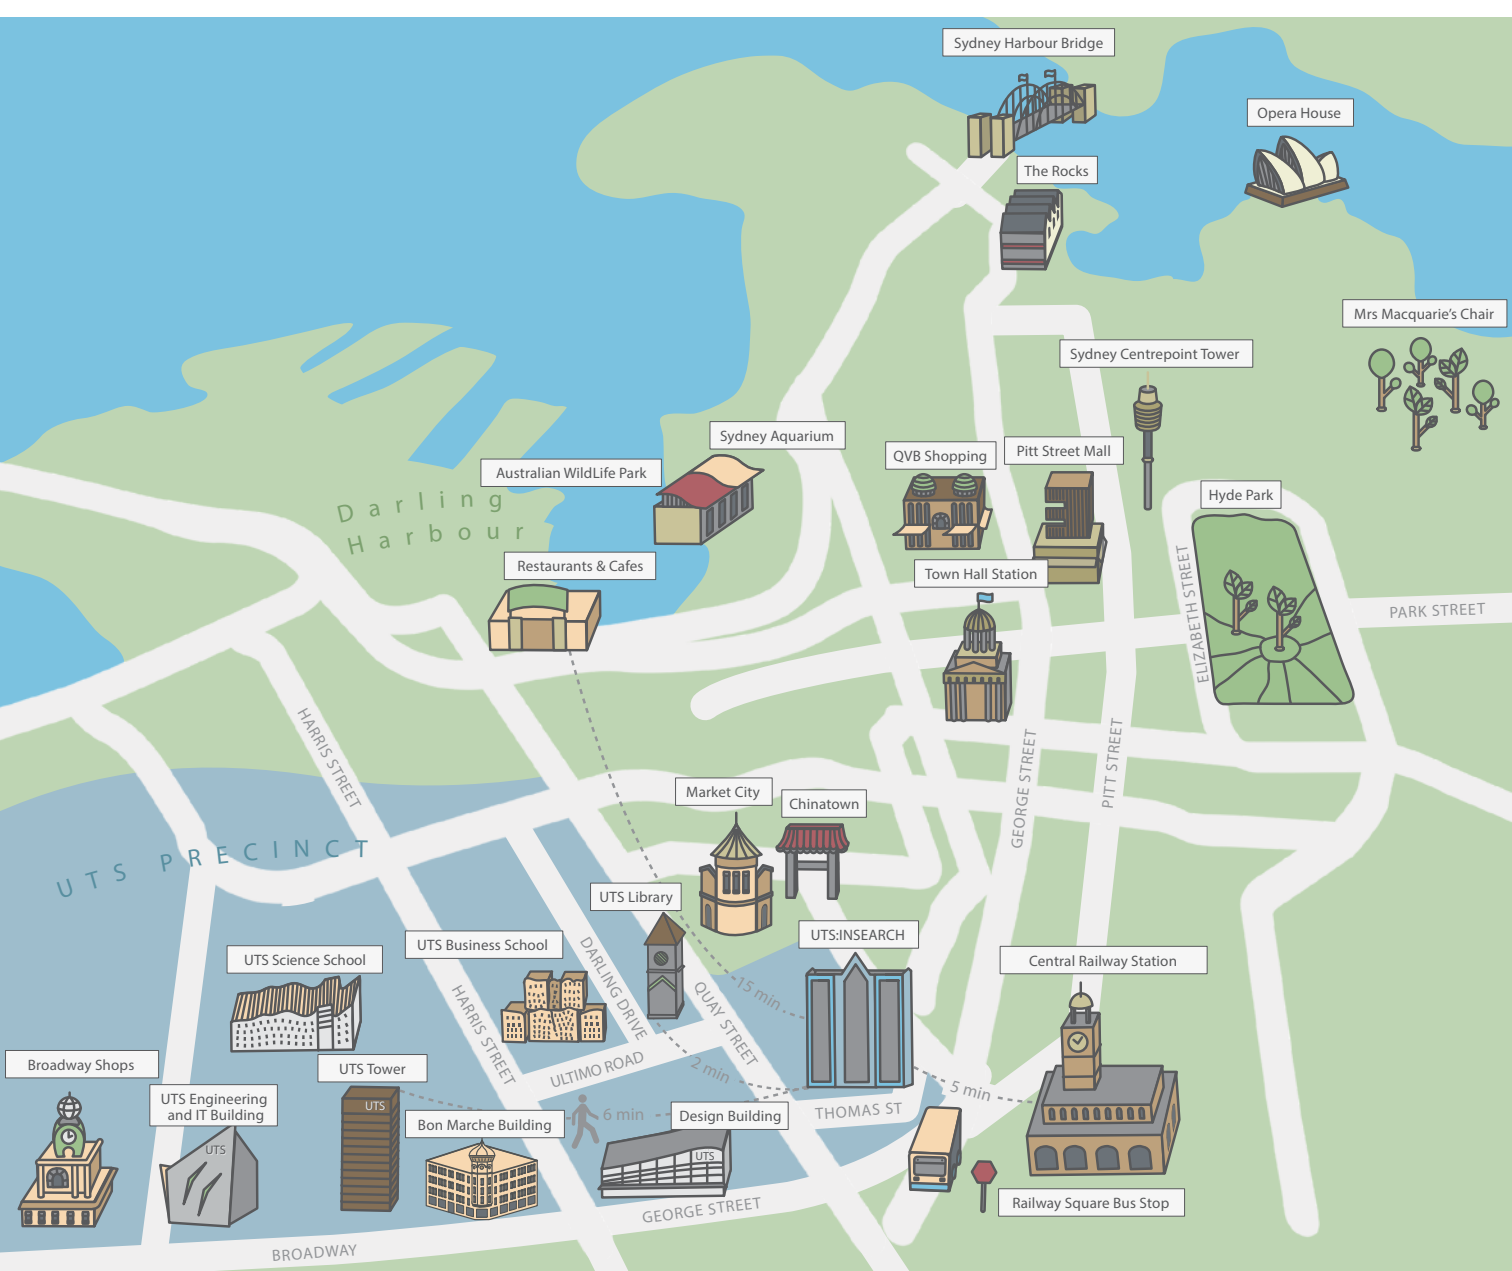 Sydney Harbour Bridge
Opera House
The Rocks
Mrs Macquarie's Chair
Sydney Centrepoint Tower
Sydney Aquarium
QVB Shopping
Pitt Street Mall
Australian WildLife Park
Hyde Park
Darling
Harbour
Restaurants & Cafes
Town Hall Station
ELIZABETH STREET
PARK STREET
HARRIS STREET
GEORGE STREET
PITT STREET
Market City
Chinatown
UTS PRECINCT
UTS Library
UTS:INSEARCH
UTS Business School
UTS Science School
Central Railway Station
DARLING DRIVE
HARRIS STREET
QUAY STREET
15 min
Broadway Shops
UTS Tower
ULTIMO ROAD
2 min
5 min
UTS Engineering
and IT Building
UTS
6 min
Design Building
THOMAS ST
Bon Marche Building
UTS
UTS
Railway Square Bus Stop
GEORGE STREET
BROADWAY